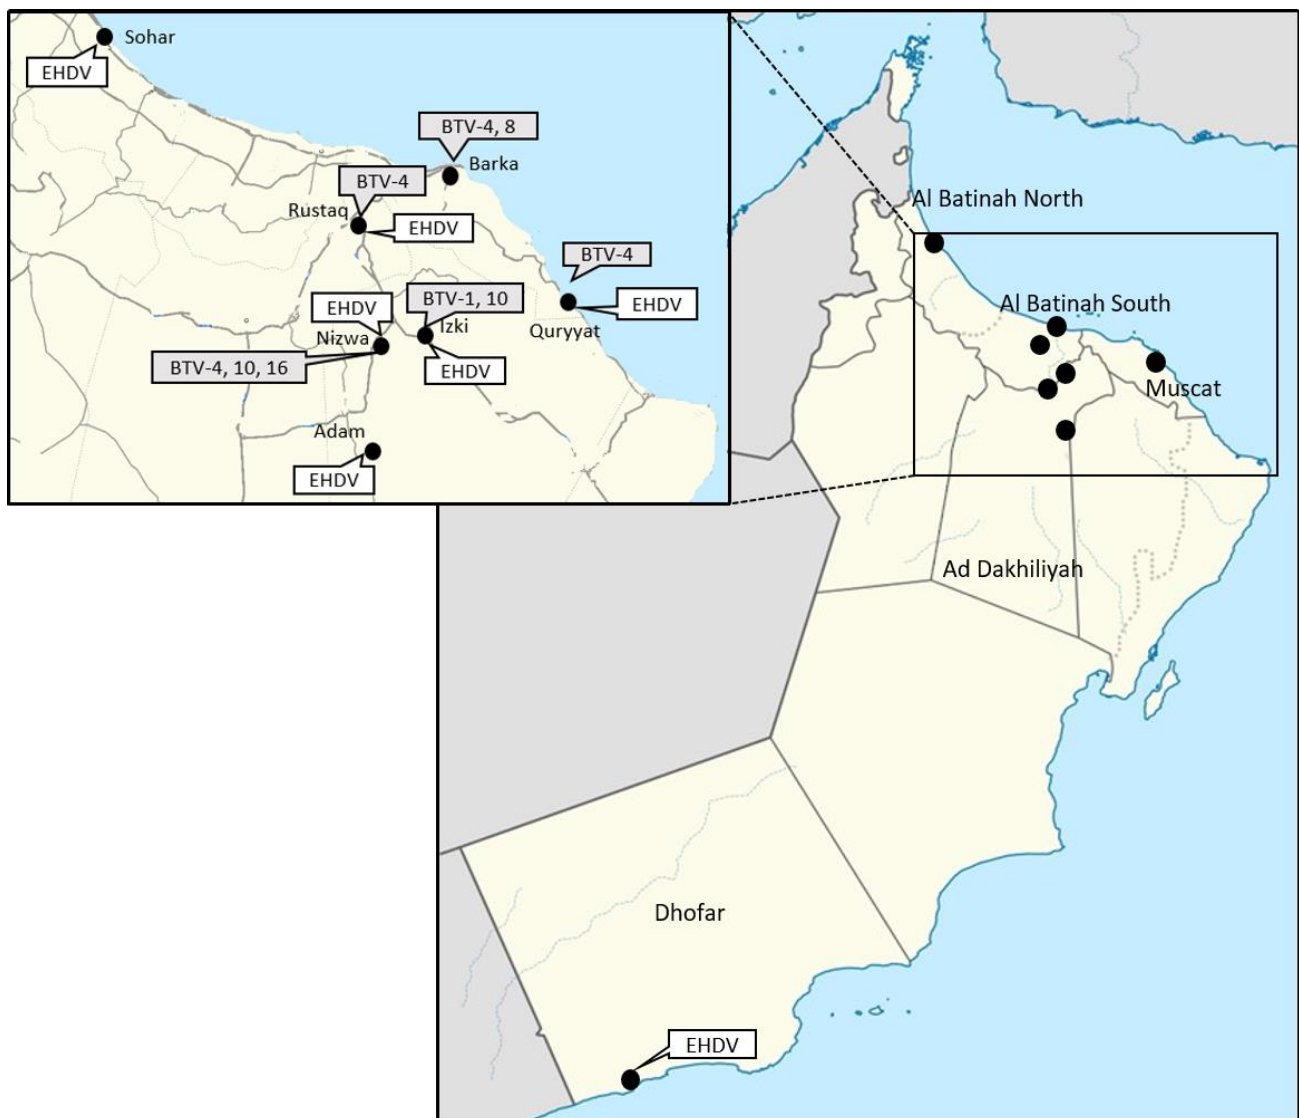 Sohar
EHDV
BTV-4, 8
Barka
BTV-4
Rustaq
EHDV
BTV-4
EHDV
Quryyat
EHDV
BTV-1, 10
Nizwa
Izki
BTV-4, 10, 16
EHDV
Adam
EHDV
Al Batinah North
Al Batinah South
Muscat
Ad Dakhiliyah
Dhofar
EHDV